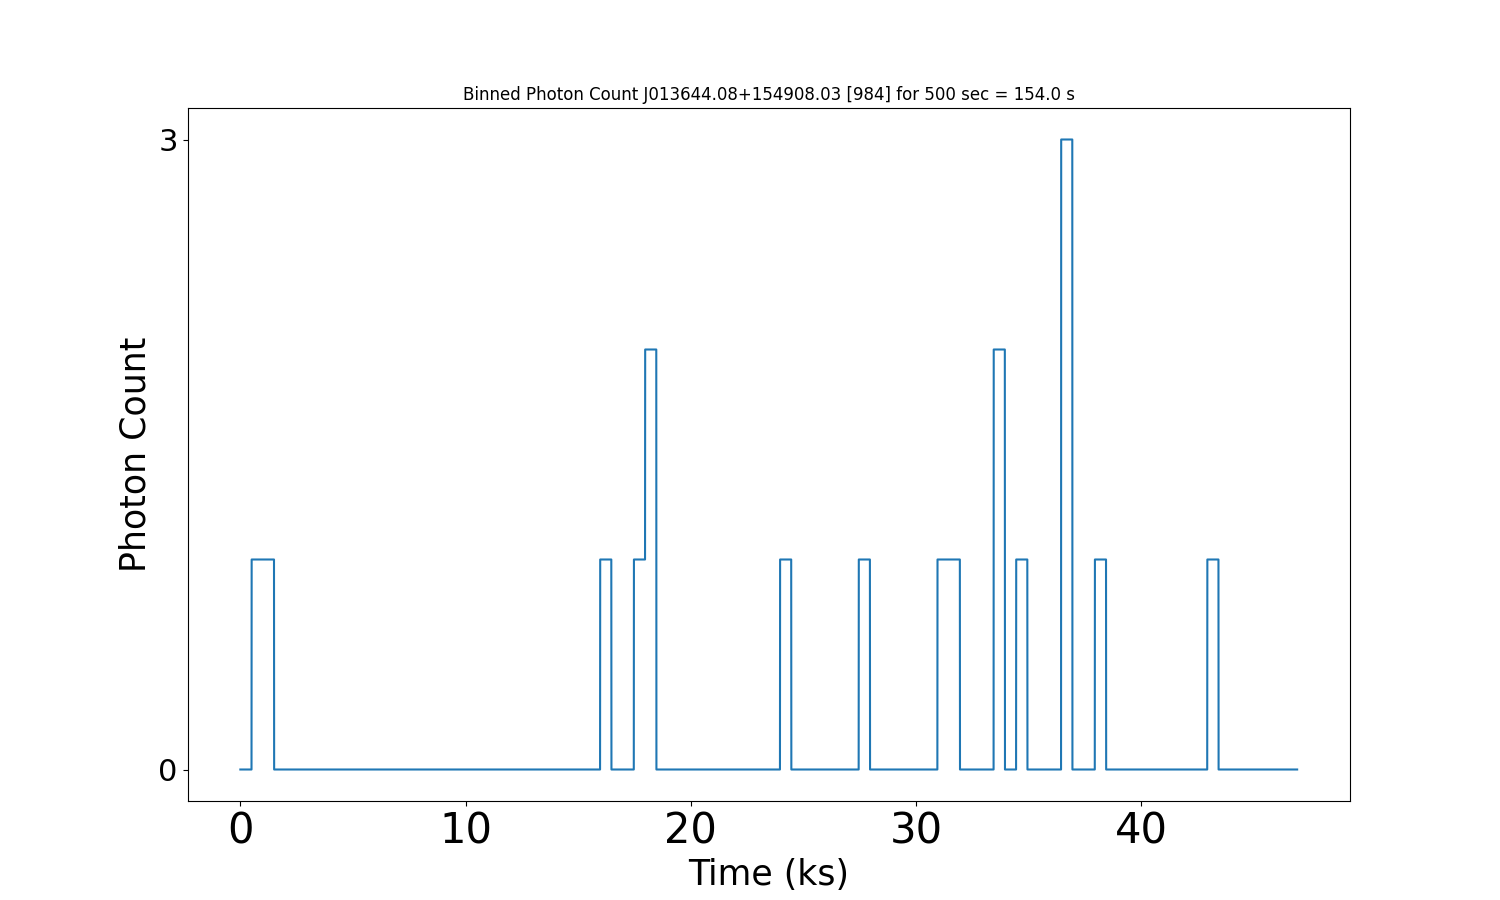 Binned Photon Count J013644.08+154908.03 [984] for 500 sec = 154.0 s
3
Photon Count
0
0 10 20 30 40
Time (ks)